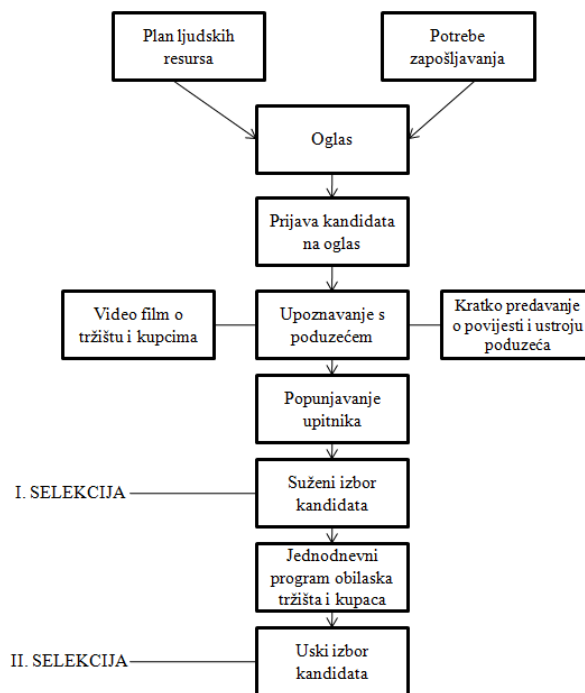 Plan ljudskih
resursa
Potrebe
zapošljavanja
Oglas
Prijava kandidata
na oglas
Video film o
tržištu i kupcima
Upoznavanje s
poduzećem
Kratko predavanje
o povijesti i ustroju
poduzeća
Popunjavanje
upitnika
I. SELEKCIJA
Suženi izbor
kandidata
Jednodnevni
program obilaska
tržišta i kupaca
II. SELEKCIJA
Uski izbor
kandidata